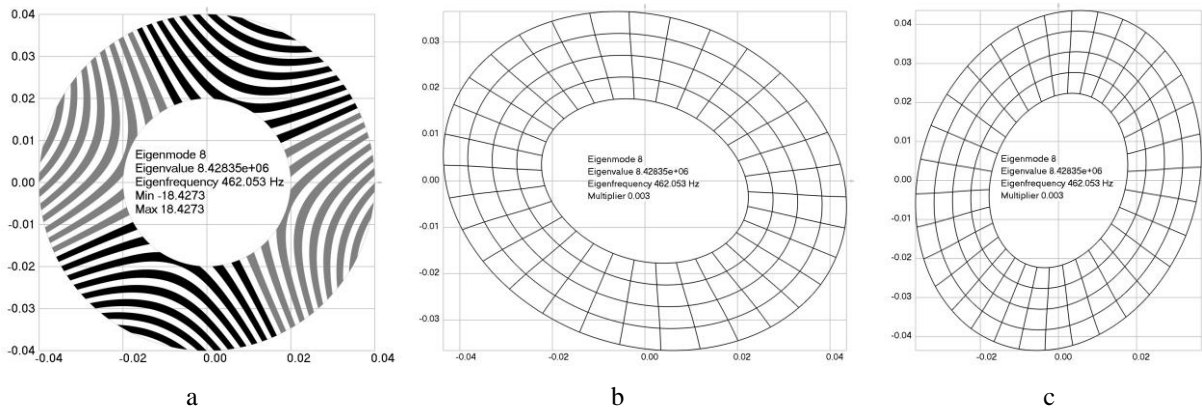 0.04
0.03
0.02
0.01
0.00
-0.01
-0.02
-0.03
-0.04
-0.04 -0.02 0.00 0.02 0.04
Eigenmode 8
Eigenvalue 8.42835e+06
Eigenfrequency 462.053 Hz
Min -18.4273
Max 18.4273
a
0.03
0.02
0.01
0.00
-0.01
-0.02
-0.03
-0.04 -0.02 0.00 0.02 0.04
Eigenmode 8
Eigenvalue 8.42835e+06
Eigenfrequency 462.053 Hz
Multiplier 0.003
b
0.04
0.03
0.02
0.01
0.00
-0.01
-0.02
-0.03
-0.04
-0.02 0.00 0.02
Eigenmode 8
Eigenvalue 8.42835e+06
Eigenfrequency 462.053 Hz
Multiplier 0.003
c